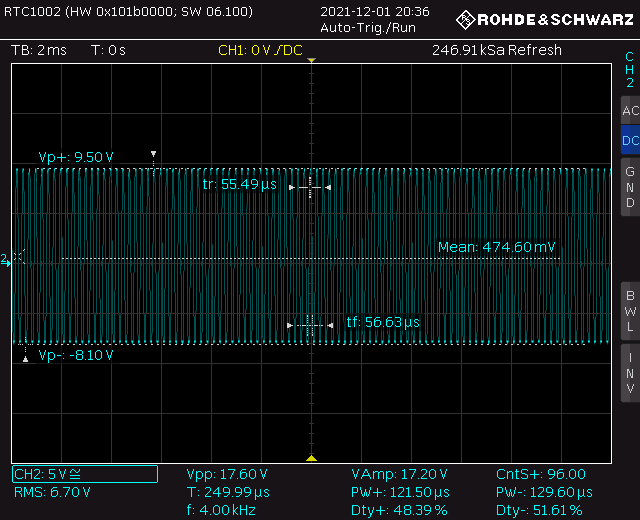 RTC1002 (HW 0x101b0000; SW 06.100)
2021-12-01 20:36
Auto-Trig./Run
ROHDE&SCHWARZ
TB: 2 ms T: 0 s CH1: 0 V / DC 246.91 kSa Refresh
CH2
AC
DC
GND
BWL
INV
Vp+: 9.50 V
tr: 55.49 µs
Mean: 474.60 mV
2
tf: 56.63 µs
Vp-: -8.10 V
CH2: 5 V ≅ Vpp: 17.60 V VAmp: 17.20 V CntS+: 96.00
RMS: 6.70 V T: 249.99 µs PW+: 121.50 µs PW-: 129.60 µs
f: 4.00 kHz Dty+: 48.39 % Dty-: 51.61 %